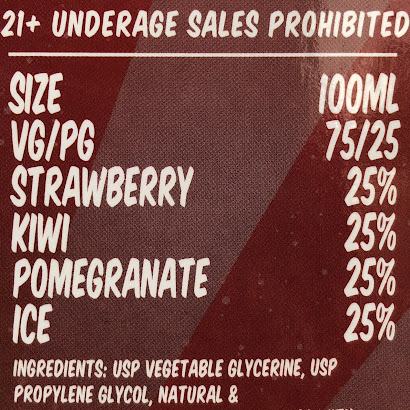 21+ UNDERAGE SALES PROHIBITED
SIZE 100ML
VG/PG 75/25
STRAWBERRY 25%
KIWI 25%
POMEGRANATE 25%
ICE 25%
INGREDIENTS: USP VEGETABLE GLYCERINE, USP
PROPYLENE GLYCOL, NATURAL &